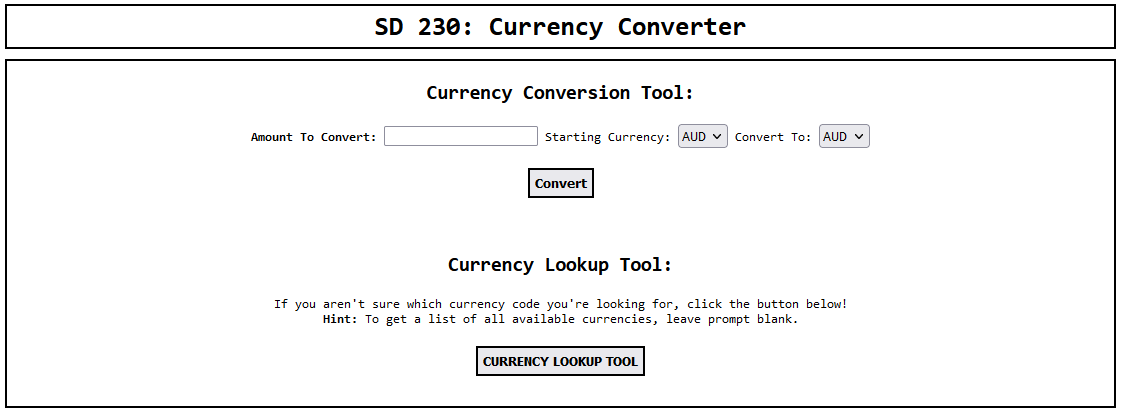 SD 230: Currency Converter
Currency Conversion Tool:
Amount To Convert: Starting Currency: AUD Convert To: AUD
Convert
Currency Lookup Tool:
If you aren't sure which currency code you're looking for, click the button below!
Hint: To get a list of all available currencies, leave prompt blank.
CURRENCY LOOKUP TOOL